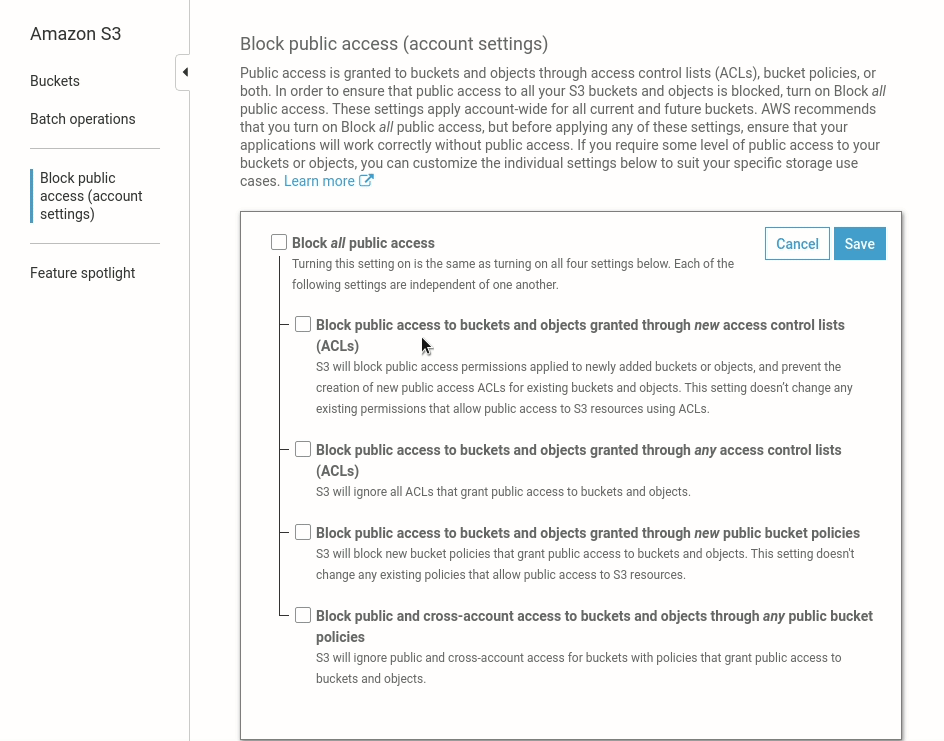 Amazon S3
Buckets
Batch operations
Block public
access (account
settings)
Feature spotlight
Block public access (account settings)
Public access is granted to buckets and objects through access control lists (ACLs), bucket policies, or
both. In order to ensure that public access to all your S3 buckets and objects is blocked, turn on Block all
public access. These settings apply account-wide for all current and future buckets. AWS recommends
that you turn on Block all public access, but before applying any of these settings, ensure that your
applications will work correctly without public access. If you require some level of public access to your
buckets or objects, you can customize the individual settings below to suit your specific storage use
cases. Learn more
Block all public access
Cancel
Save
Turning this setting on is the same as turning on all four settings below. Each of the
following settings are independent of one another.
Block public access to buckets and objects granted through new access control lists
(ACLs)
S3 will block public access permissions applied to newly added buckets or objects, and prevent the
creation of new public access ACLs for existing buckets and objects. This setting doesn't change any
existing permissions that allow public access to S3 resources using ACLs.
Block public access to buckets and objects granted through any access control lists
(ACLs)
S3 will ignore all ACLs that grant public access to buckets and objects.
Block public access to buckets and objects granted through new public bucket policies
S3 will block new bucket policies that grant public access to buckets and objects. This setting doesn't
change any existing policies that allow public access to S3 resources.
Block public and cross-account access to buckets and objects through any public bucket
policies
S3 will ignore public and cross-account access for buckets with policies that grant public access to
buckets and objects.